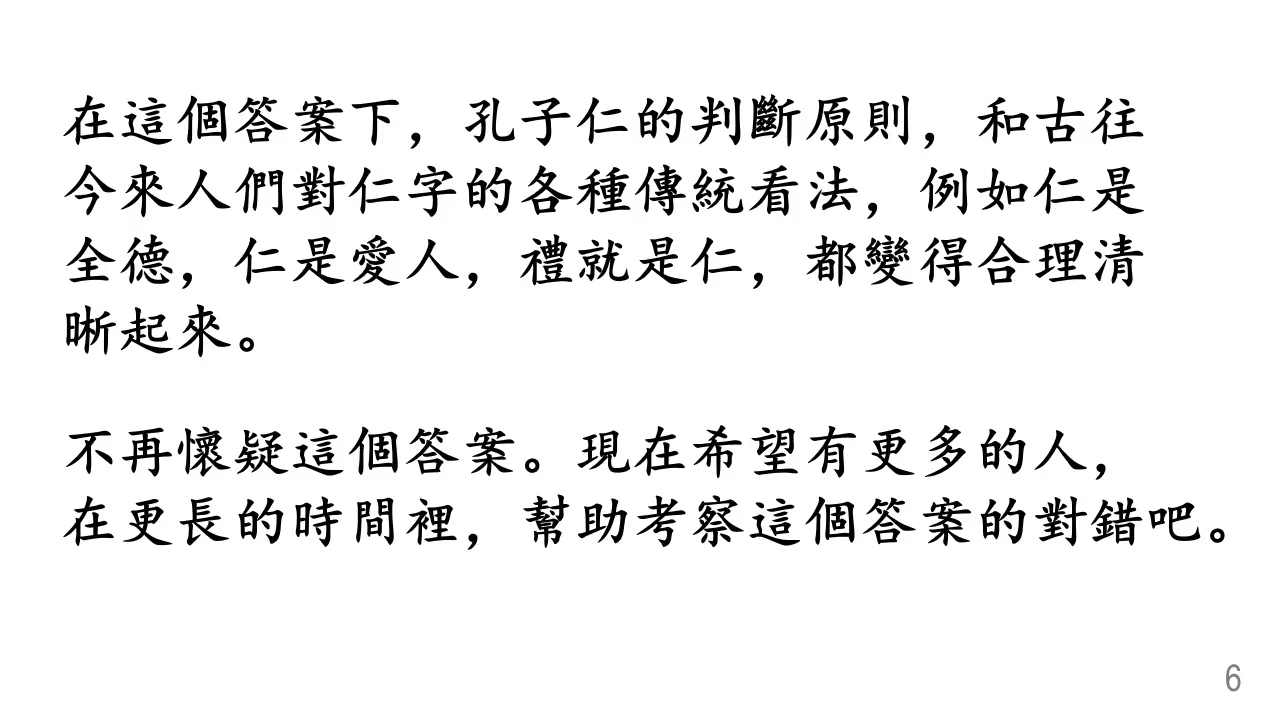 在這個答案下，孔子仁的判斷原則，和古往
今來人們對仁字的各種傳統看法，例如仁是
全德，仁是愛人，禮就是仁，都變得合理清
晰起來。
不再懷疑這個答案。現在希望有更多的人，
在更長的時間裡，幫助考察這個答案的對錯吧。
6